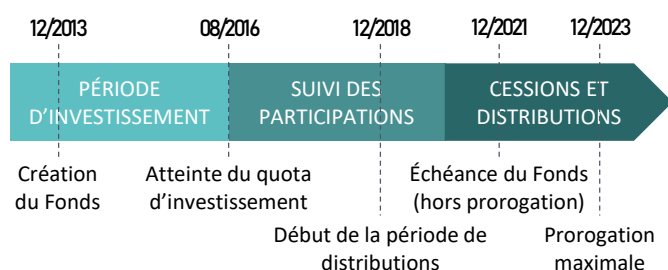 12/2013 08/2016 12/2018 12/2021 12/2023
PÉRIODE
D'INVESTISSEMENT
SUIVI DES
PARTICIPATIONS
CESSIONS ET
DISTRIBUTIONS
Création
du Fonds
Atteinte du quota
d'investissement
Échéance du Fonds
(hors prorogation)
Début de la période de
distributions
Prorogation
maximale